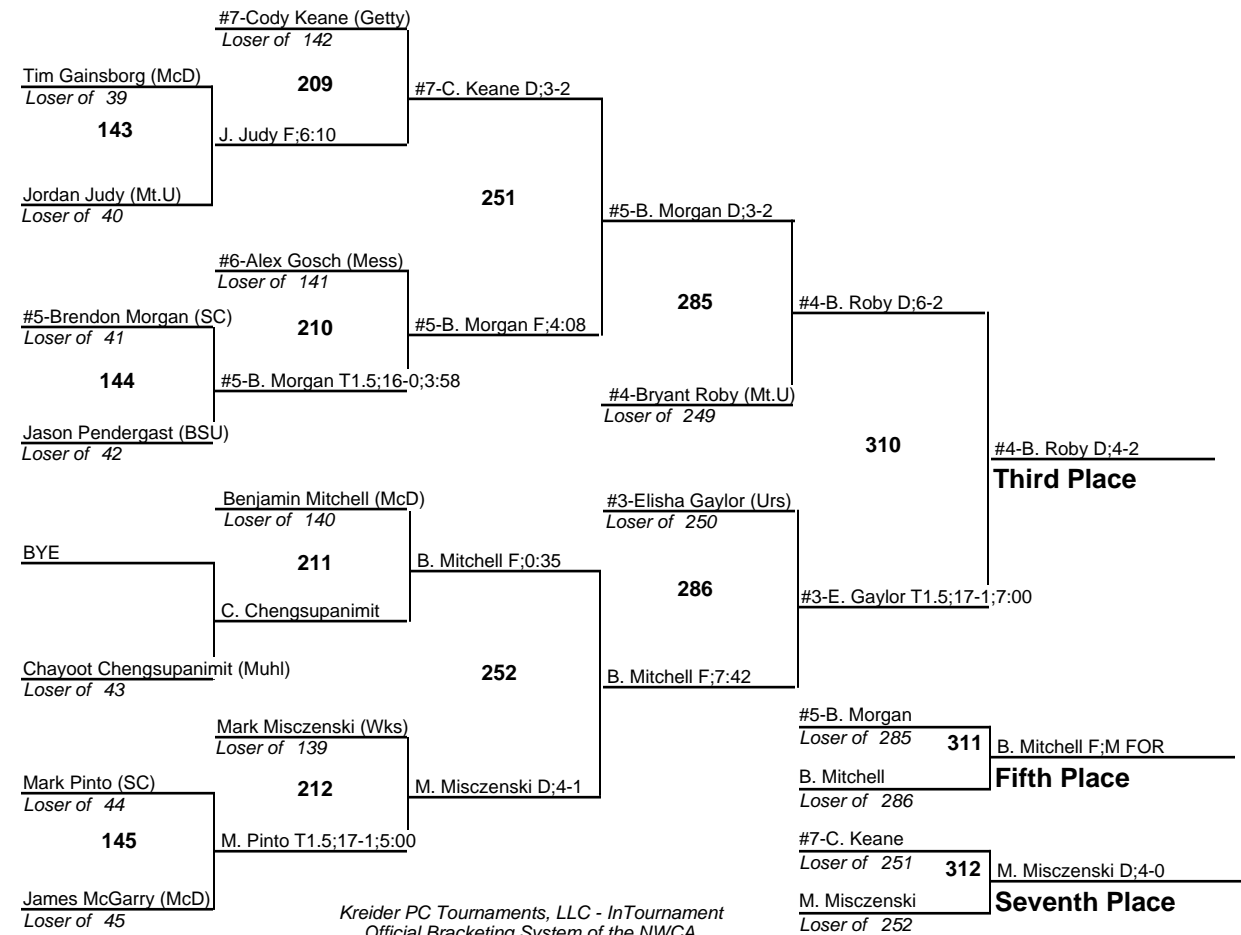 #7-Cody Keane (Getty)
Loser of 142
Tim Gainsborg (McD)
Loser of 39
209
#7-C. Keane D;3-2
143
J. Judy F;6:10
Jordan Judy (Mt.U)
Loser of 40
251
#5-B. Morgan D;3-2
#6-Alex Gosch (Mess)
Loser of 141
285
#4-B. Roby D;6-2
#5-Brendon Morgan (SC)
Loser of 41
210
#5-B. Morgan F;4:08
144
#5-B. Morgan T1.5;16-0;3:58
#4-Bryant Roby (Mt.U)
Loser of 249
Jason Pendergast (BSU)
Loser of 42
310
#4-B. Roby D;4-2
Third Place
Benjamin Mitchell (McD)
Loser of 140
#3-Elisha Gaylor (Urs)
Loser of 250
BYE
211
B. Mitchell F;0:35
286
#3-E. Gaylor T1.5;17-1;7:00
C. Chengsupanimit
Chayoot Chengsupanimit (Muhl)
Loser of 43
252
B. Mitchell F;7:42
Mark Misczenski (Wks)
Loser of 139
#5-B. Morgan
Loser of 285
311
B. Mitchell F;M FOR
Fifth Place
B. Mitchell
Loser of 286
Mark Pinto (SC)
Loser of 44
212
M. Misczenski D;4-1
145
M. Pinto T1.5;17-1;5:00
#7-C. Keane
Loser of 251
312
M. Misczenski D;4-0
Seventh Place
M. Misczenski
Loser of 252
James McGarry (McD)
Loser of 45
Kreider PC Tournaments, LLC - InTournament
Official Bracketing System of the NWCA